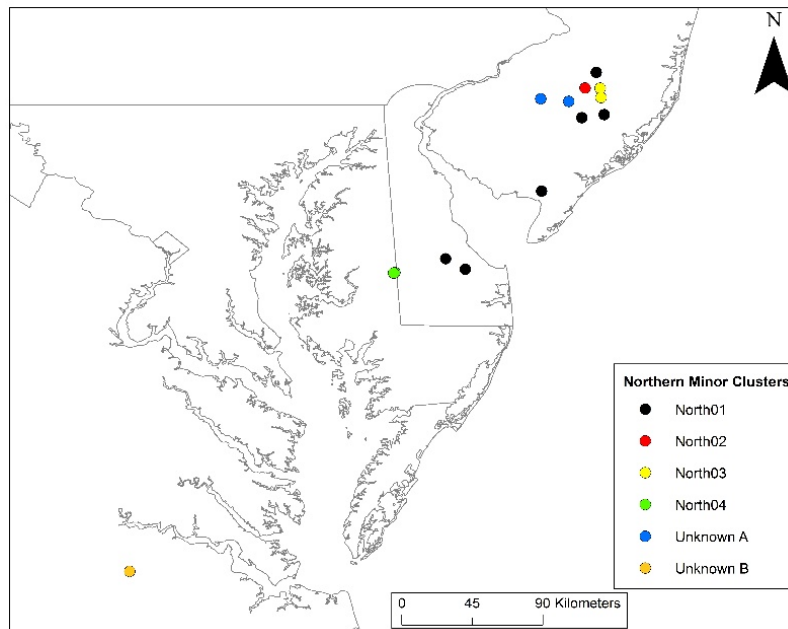 N
Northern Minor Clusters
North01
North02
North03
North04
Unknown A
Unknown B
0 45 90 Kilometers